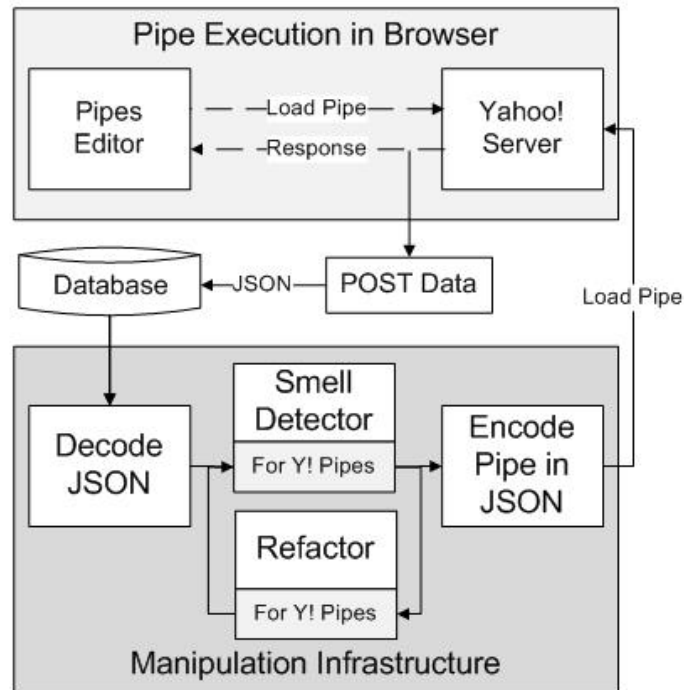 Pipe Execution in Browser
Pipes
Editor
Load Pipe
Response
Yahoo!
Server
Database
JSON
POST Data
Load Pipe
Decode
JSON
Smell
Detector
For Y! Pipes
Encode
Pipe in
JSON
Refactor
For Y! Pipes
Manipulation Infrastructure